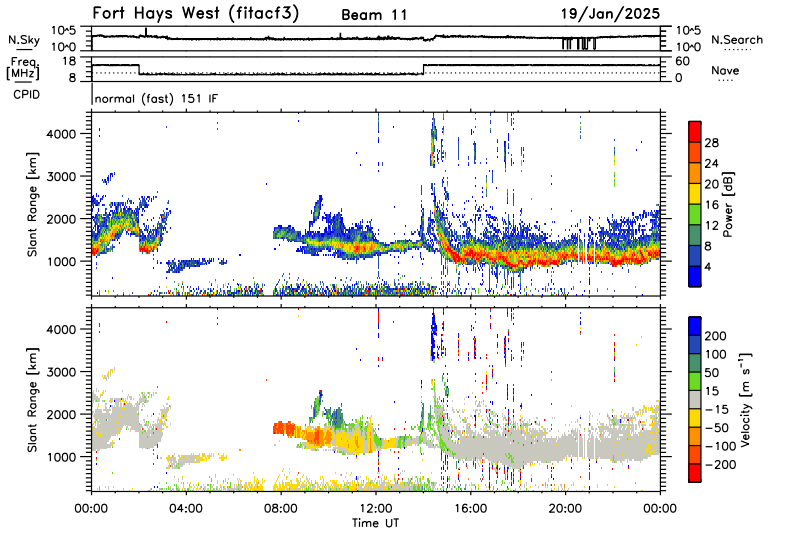 Fort Hays West (fitacf3) Beam 11 19/Jan/2025
N.Sky 10+5 10+0 10+5 10+0 N.Search
Freq. [MHz] 18 8 60 0 Nave
CPID normal (fast) 151 IF
Slant Range [km] 4000 3000 2000 1000
Power [dB] 28 24 20 16 12 8 4
Slant Range [km] 4000 3000 2000 1000
Velocity [m s⁻¹] 200 100 50 15 −15 −50 −100 −200
00:00 04:00 08:00 12:00 16:00 20:00 00:00
Time UT